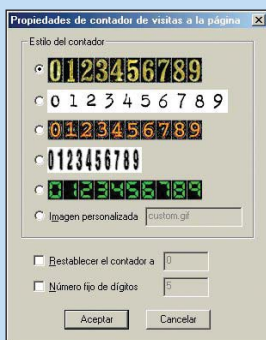 Propiedades de contador de visitas a la página
Estilo del contador
0123456789
0 1 2 3 4 5 6 7 8 9
0123456789
0123456789
0123456789
Imagen personalizada custom.gif
Restablecer el contador a 0
Número fijo de dígitos 5
Aceptar Cancelar